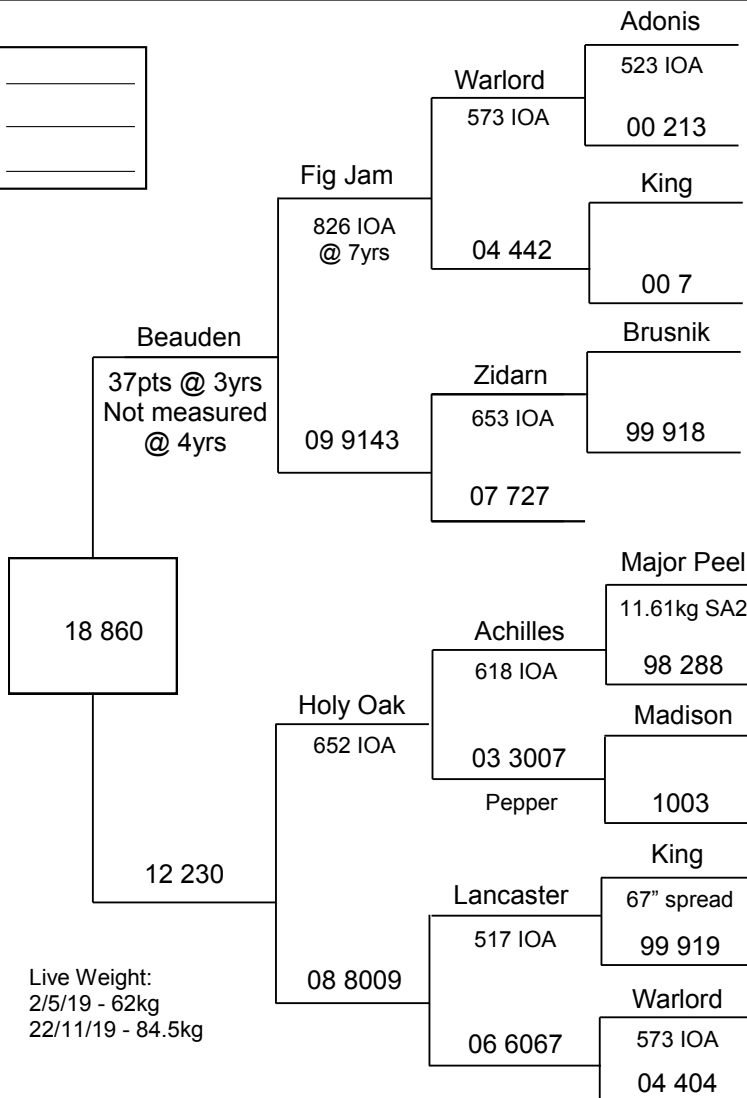 Adonis
523 IOA
Warlord
573 IOA
00 213
Fig Jam
King
826 IOA
@ 7yrs
04 442
00 7
Beauden
Brusnik
37pts @ 3yrs
Not measured
@ 4yrs
Zidarn
653 IOA
09 9143
99 918
07 727
Major Peel
11.61kg SA2
18 860
Achilles
618 IOA
98 288
Holy Oak
652 IOA
Madison
03 3007
Pepper
1003
12 230
King
Lancaster
67” spread
517 IOA
99 919
Live Weight:
2/5/19 - 62kg
22/11/19 - 84.5kg
08 8009
Warlord
06 6067
573 IOA
04 404